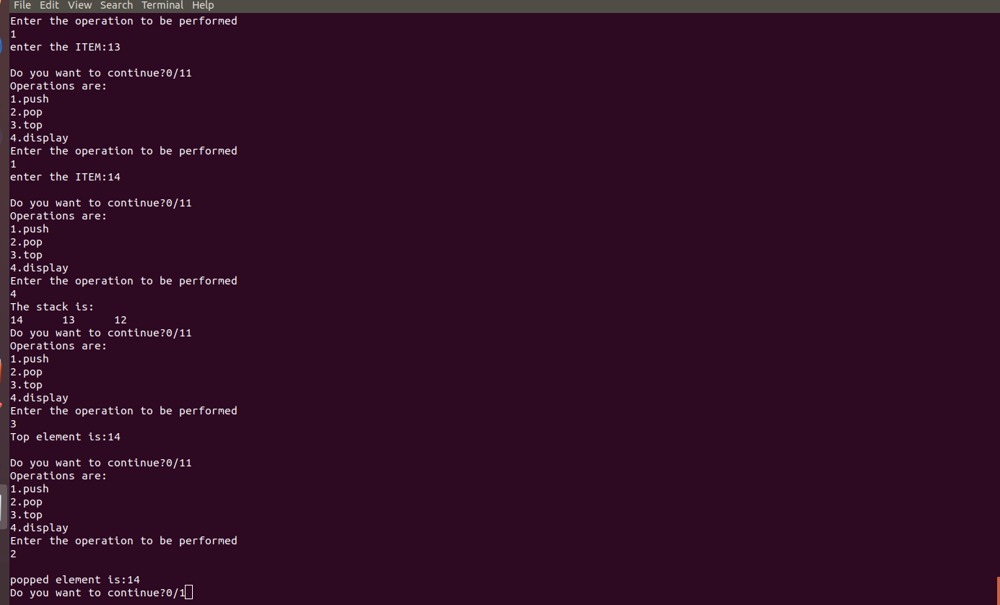 File Edit View Search Terminal Help
Enter the operation to be performed
1
enter the ITEM:13
Do you want to continue?0/11
Operations are:
1.push
2.pop
3.top
4.display
Enter the operation to be performed
1
enter the ITEM:14
Do you want to continue?0/11
Operations are:
1.push
2.pop
3.top
4.display
Enter the operation to be performed
4
The stack is:
14 13 12
Do you want to continue?0/11
Operations are:
1.push
2.pop
3.top
4.display
Enter the operation to be performed
3
Top element is:14
Do you want to continue?0/11
Operations are:
1.push
2.pop
3.top
4.display
Enter the operation to be performed
2
popped element is:14
Do you want to continue?0/1